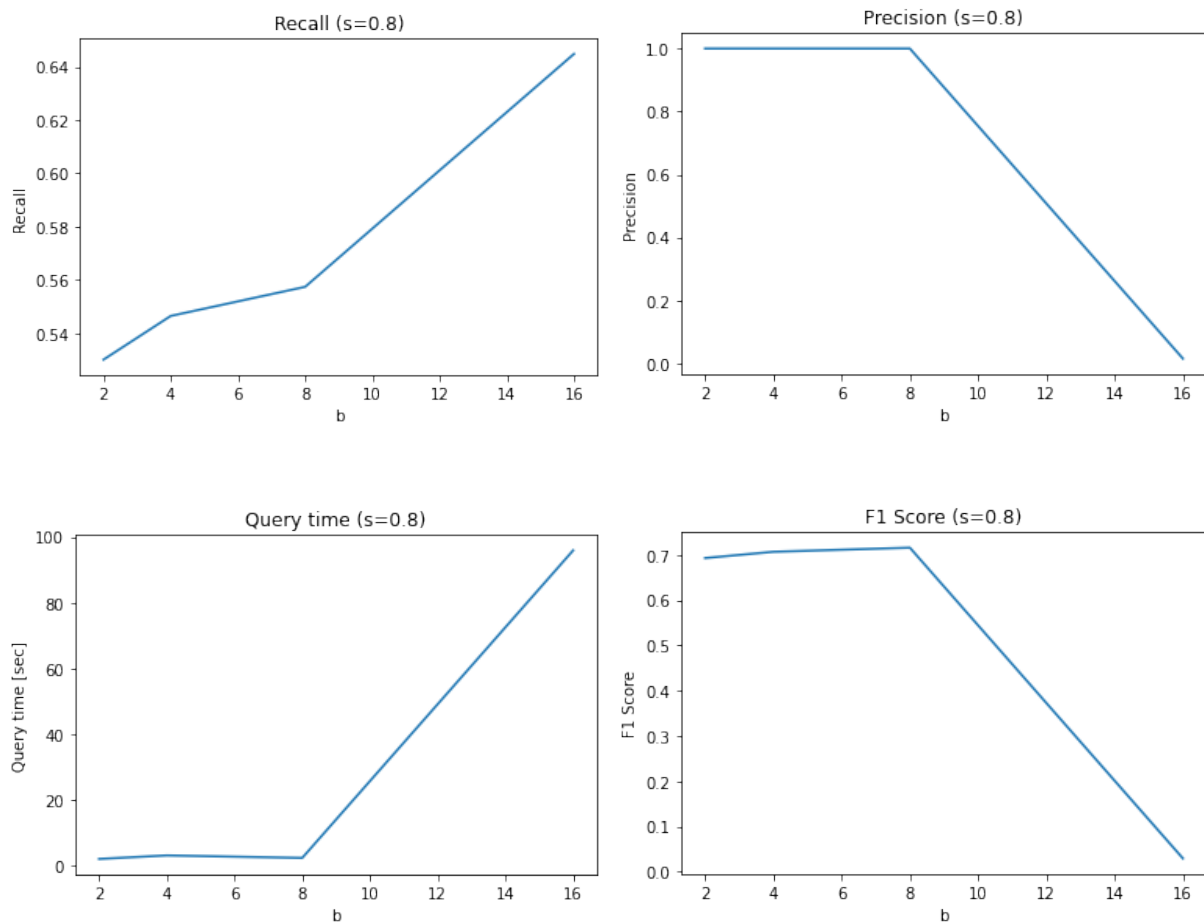 Recall (s=0.8)
0.64
0.62
0.60
0.58
0.56
0.54
Recall
2 4 6 8 10 12 14 16
b
Precision (s=0.8)
1.0
0.8
0.6
0.4
0.2
0.0
Precision
2 4 6 8 10 12 14 16
b
Query time (s=0.8)
100
80
60
40
20
0
Query time [sec]
2 4 6 8 10 12 14 16
b
F1 Score (s=0.8)
0.7
0.6
0.5
0.4
0.3
0.2
0.1
0.0
F1 Score
2 4 6 8 10 12 14 16
b